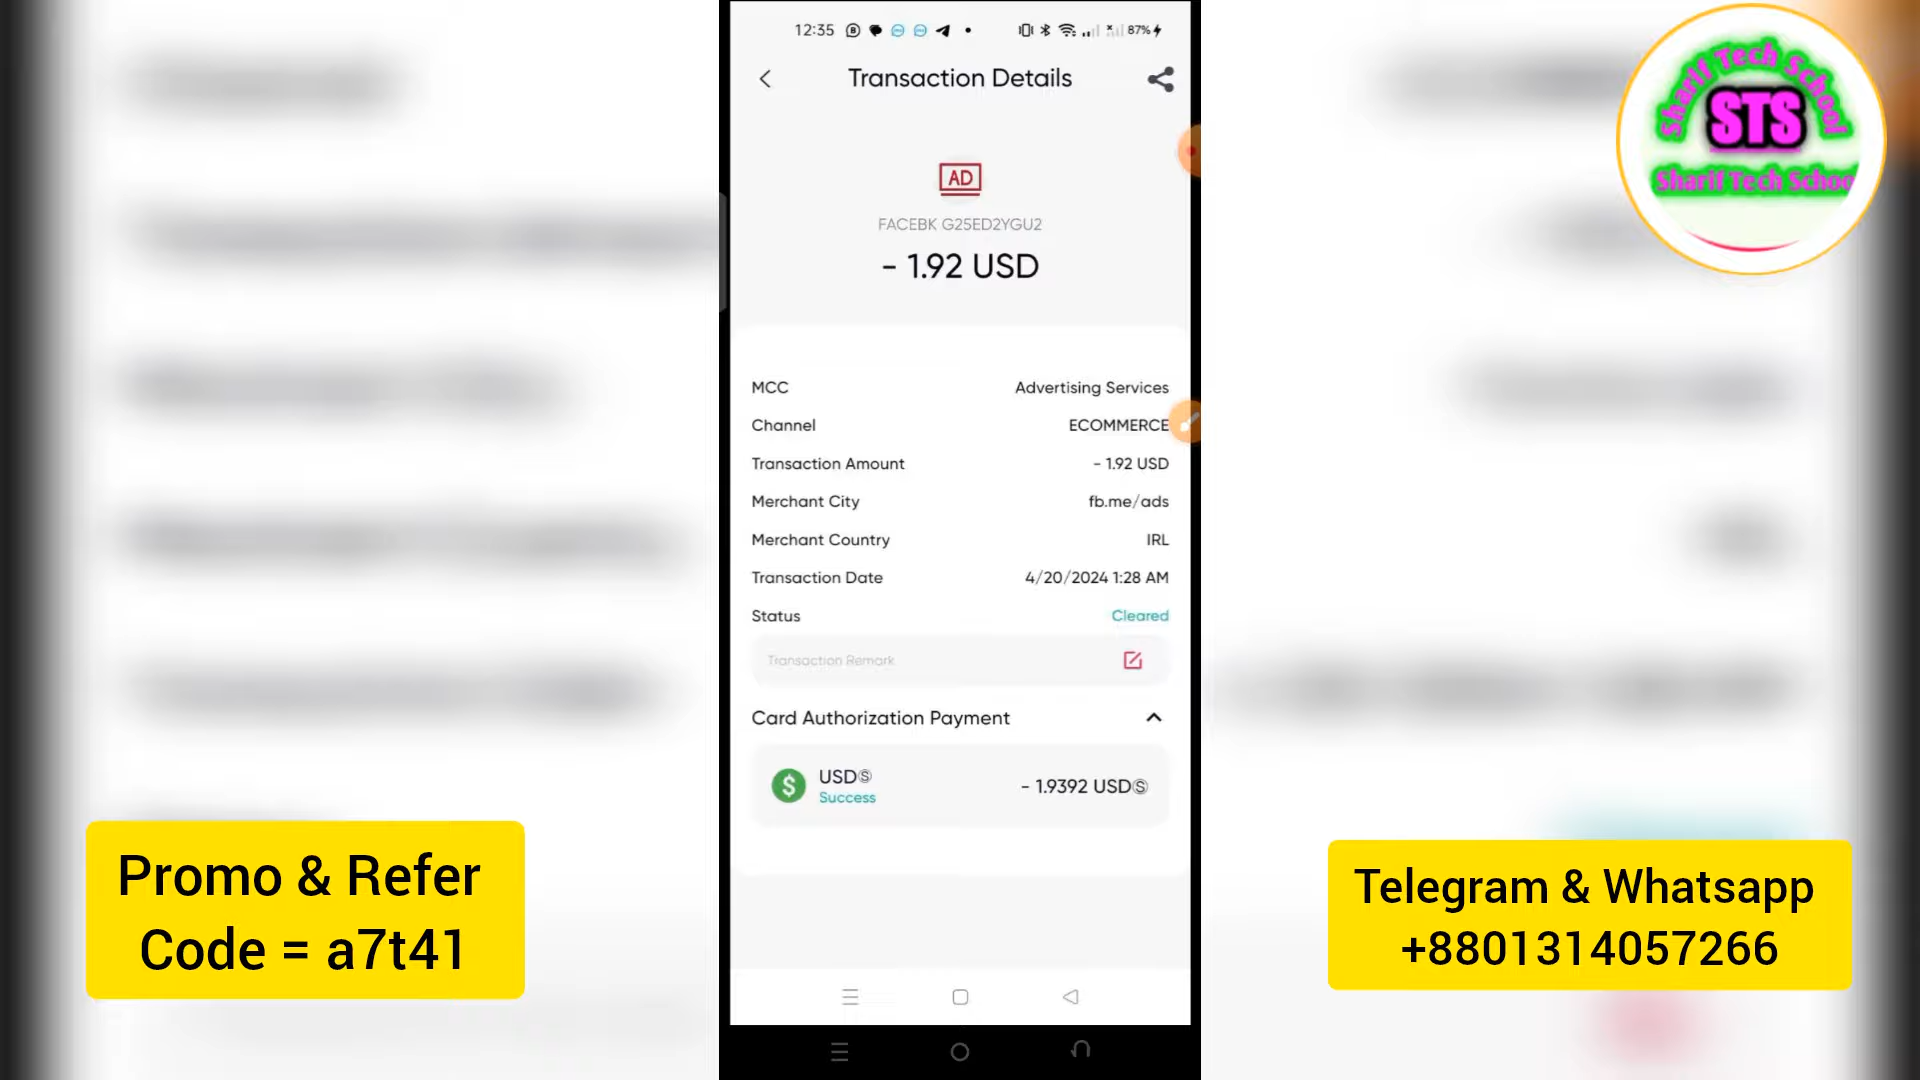 12:35
87%
Transaction Details
AD
FACEBK G25ED2YGU2
- 1.92 USD
MCC Advertising Services
Channel ECOMMERCE
Transaction Amount - 1.92 USD
Merchant City fb.me/ads
Merchant Country IRL
Transaction Date 4/20/2024 1:28 AM
Status Cleared
Transaction Remark
Card Authorization Payment
USDⓈ - 1.9392 USDⓈ
Success
Sharif Tech School
STS
Sharif Tech School
Promo & Refer
Code = a7t41
Telegram & Whatsapp
+8801314057266